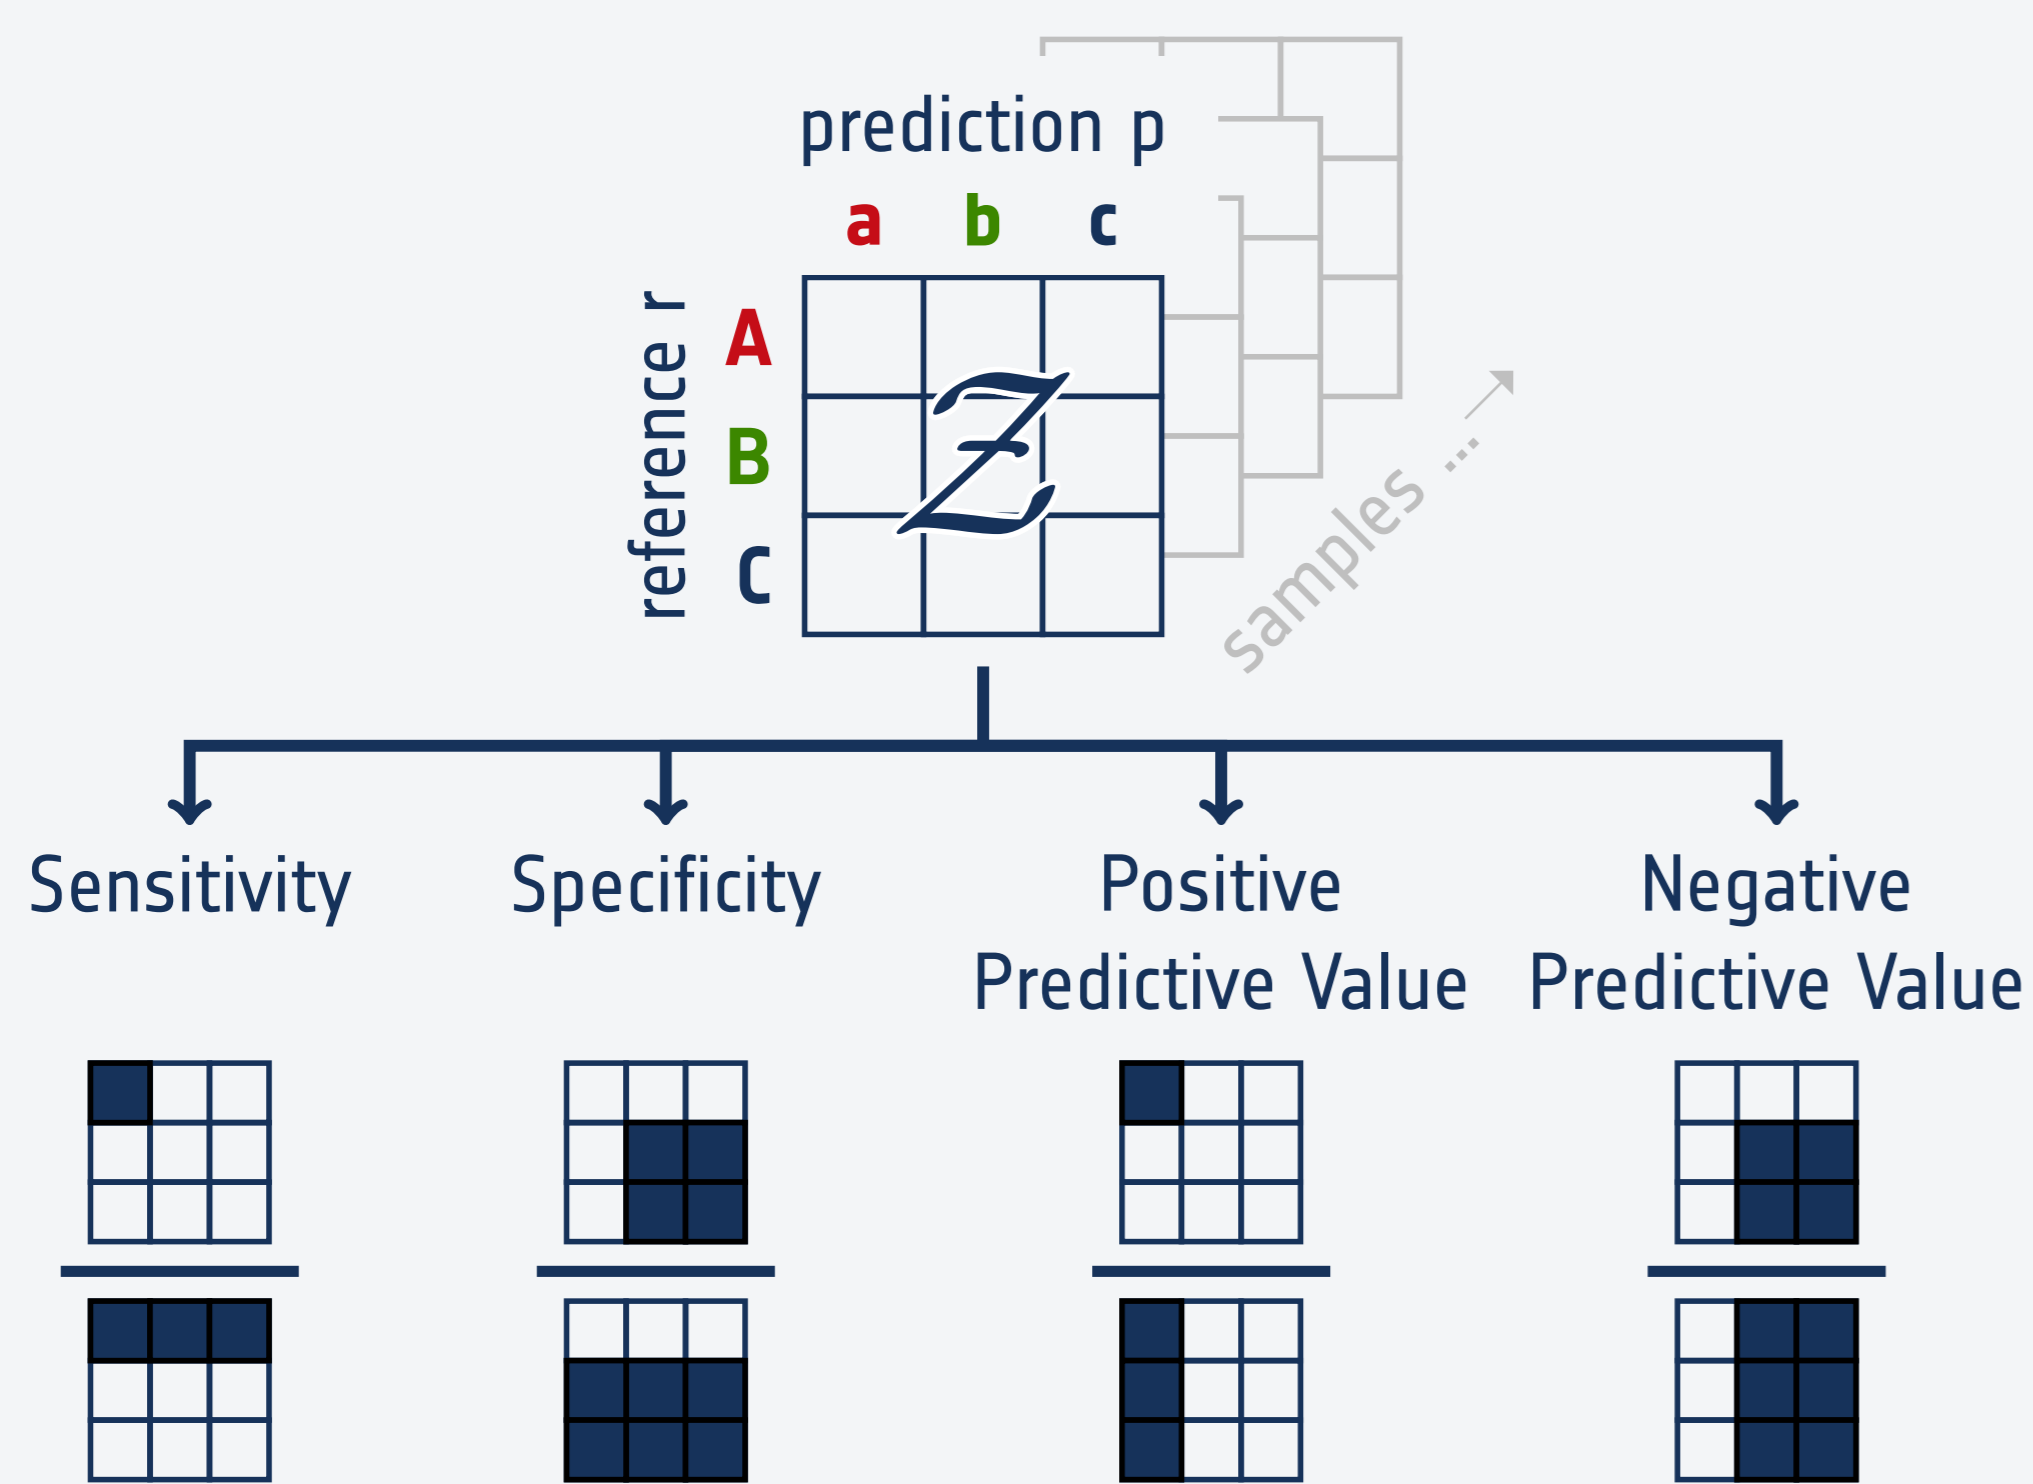 prediction p
a b c
reference r
A
B
C
Z
samples ...
Sensitivity
Specificity
Positive
Predictive Value
Negative
Predictive Value